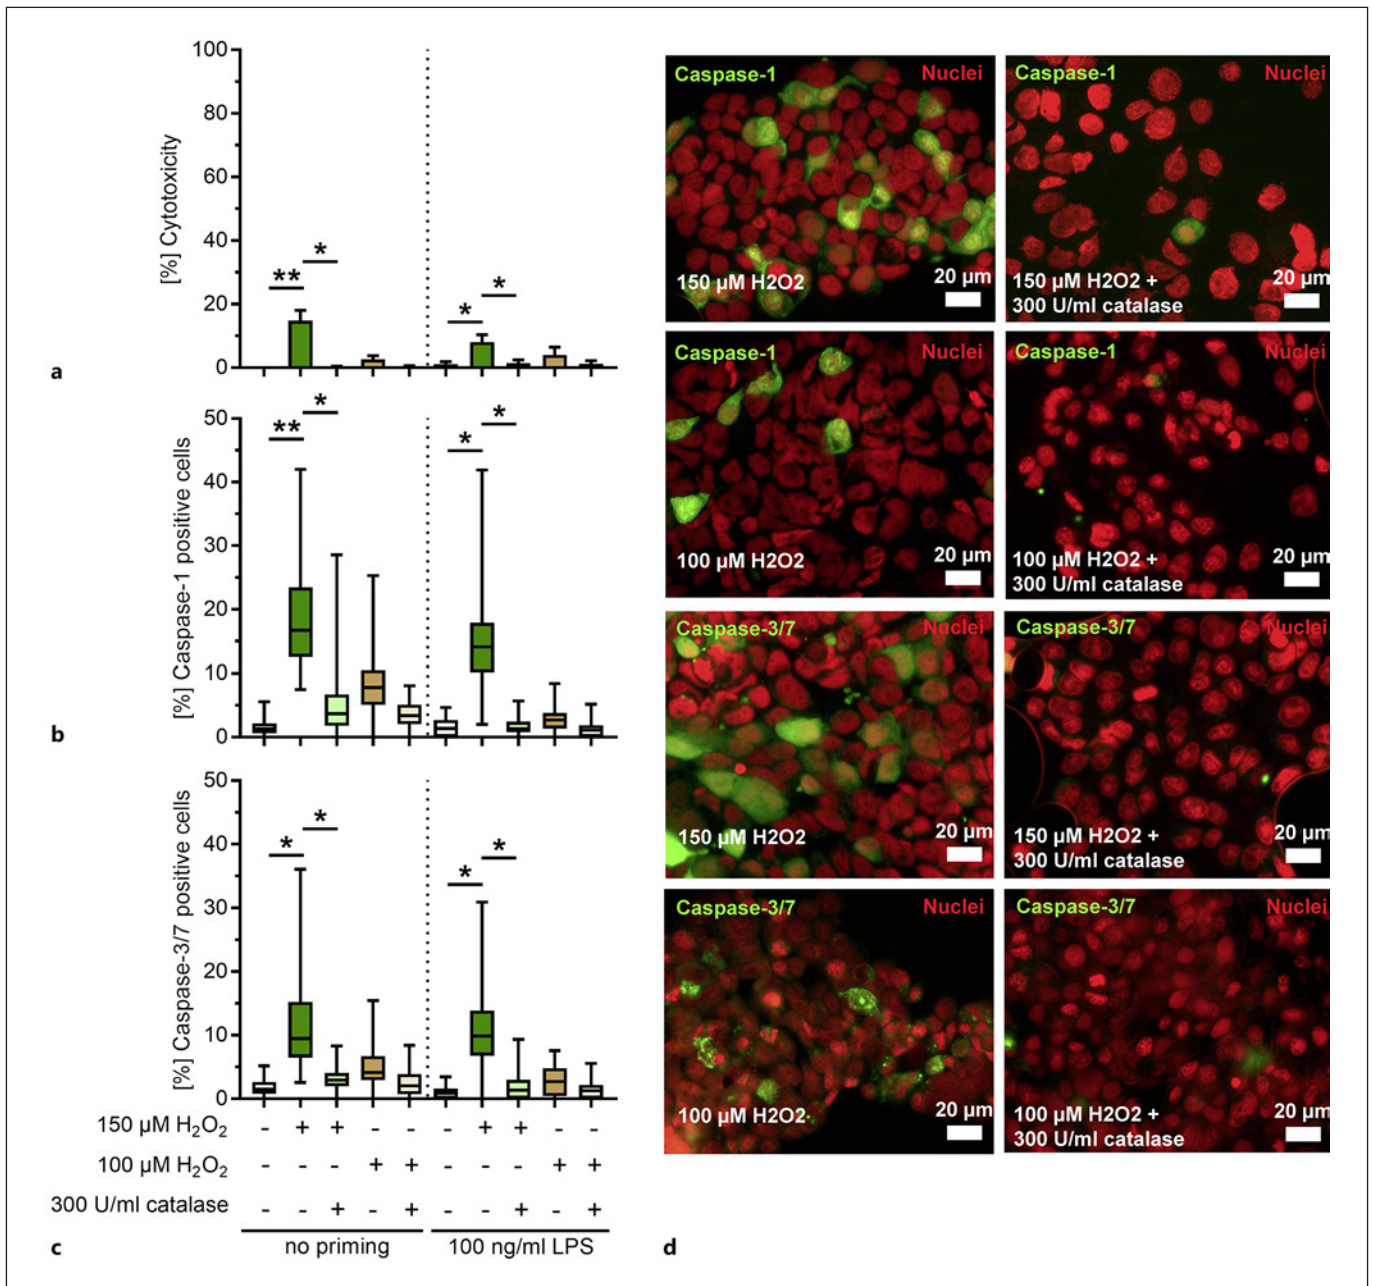 100
80
60
40
20
0
[%] Cytotoxicity
**
*
*
*
a
50
40
30
20
10
0
[%] Caspase-1 positive cells
**
*
*
*
b
50
40
30
20
10
0
[%] Caspase-3/7 positive cells
*
*
*
*
150 µM H2O2 - + + - - - + + - -
100 µM H2O2 - - - + + - - - + +
300 U/ml catalase - - + - + - - + - +
no priming 100 ng/ml LPS
c
Caspase-1 Nuclei
150 µM H2O2
20 µm
Caspase-1 Nuclei
150 µM H2O2 +
300 U/ml catalase
20 µm
Caspase-1 Nuclei
100 µM H2O2
20 µm
Caspase-1 Nuclei
100 µM H2O2 +
300 U/ml catalase
20 µm
Caspase-3/7 Nuclei
150 µM H2O2
20 µm
Caspase-3/7 Nuclei
150 µM H2O2 +
300 U/ml catalase
20 µm
Caspase-3/7 Nuclei
100 µM H2O2
20 µm
Caspase-3/7 Nuclei
100 µM H2O2 +
300 U/ml catalase
20 µm
d